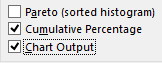 Pareto (sorted histogram)
Cumulative Percentage
Chart Output